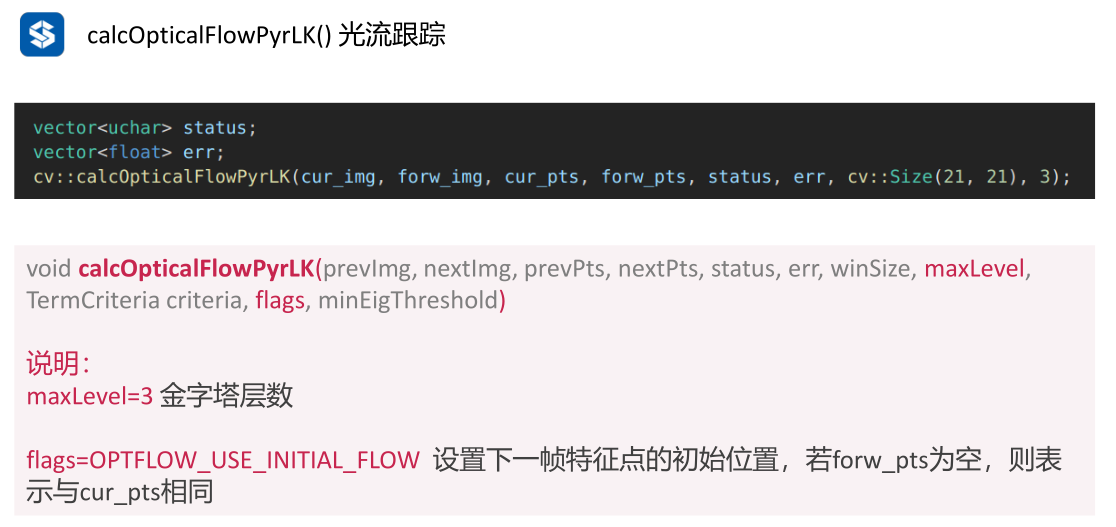 calcOpticalFlowPyrLK() 光流跟踪
vector<uchar> status;
vector<float> err;
cv::calcOpticalFlowPyrLK(cur_img, forw_img, cur_pts, forw_pts, status, err, cv::Size(21, 21), 3);
void calcOpticalFlowPyrLK(prevImg, nextImg, prevPts, nextPts, status, err, winSize, maxLevel,
TermCriteria criteria, flags, minEigThreshold)
说明：
maxLevel=3 金字塔层数
flags=OPTFLOW_USE_INITIAL_FLOW 设置下一帧特征点的初始位置，若forw_pts为空，则表
示与cur_pts相同